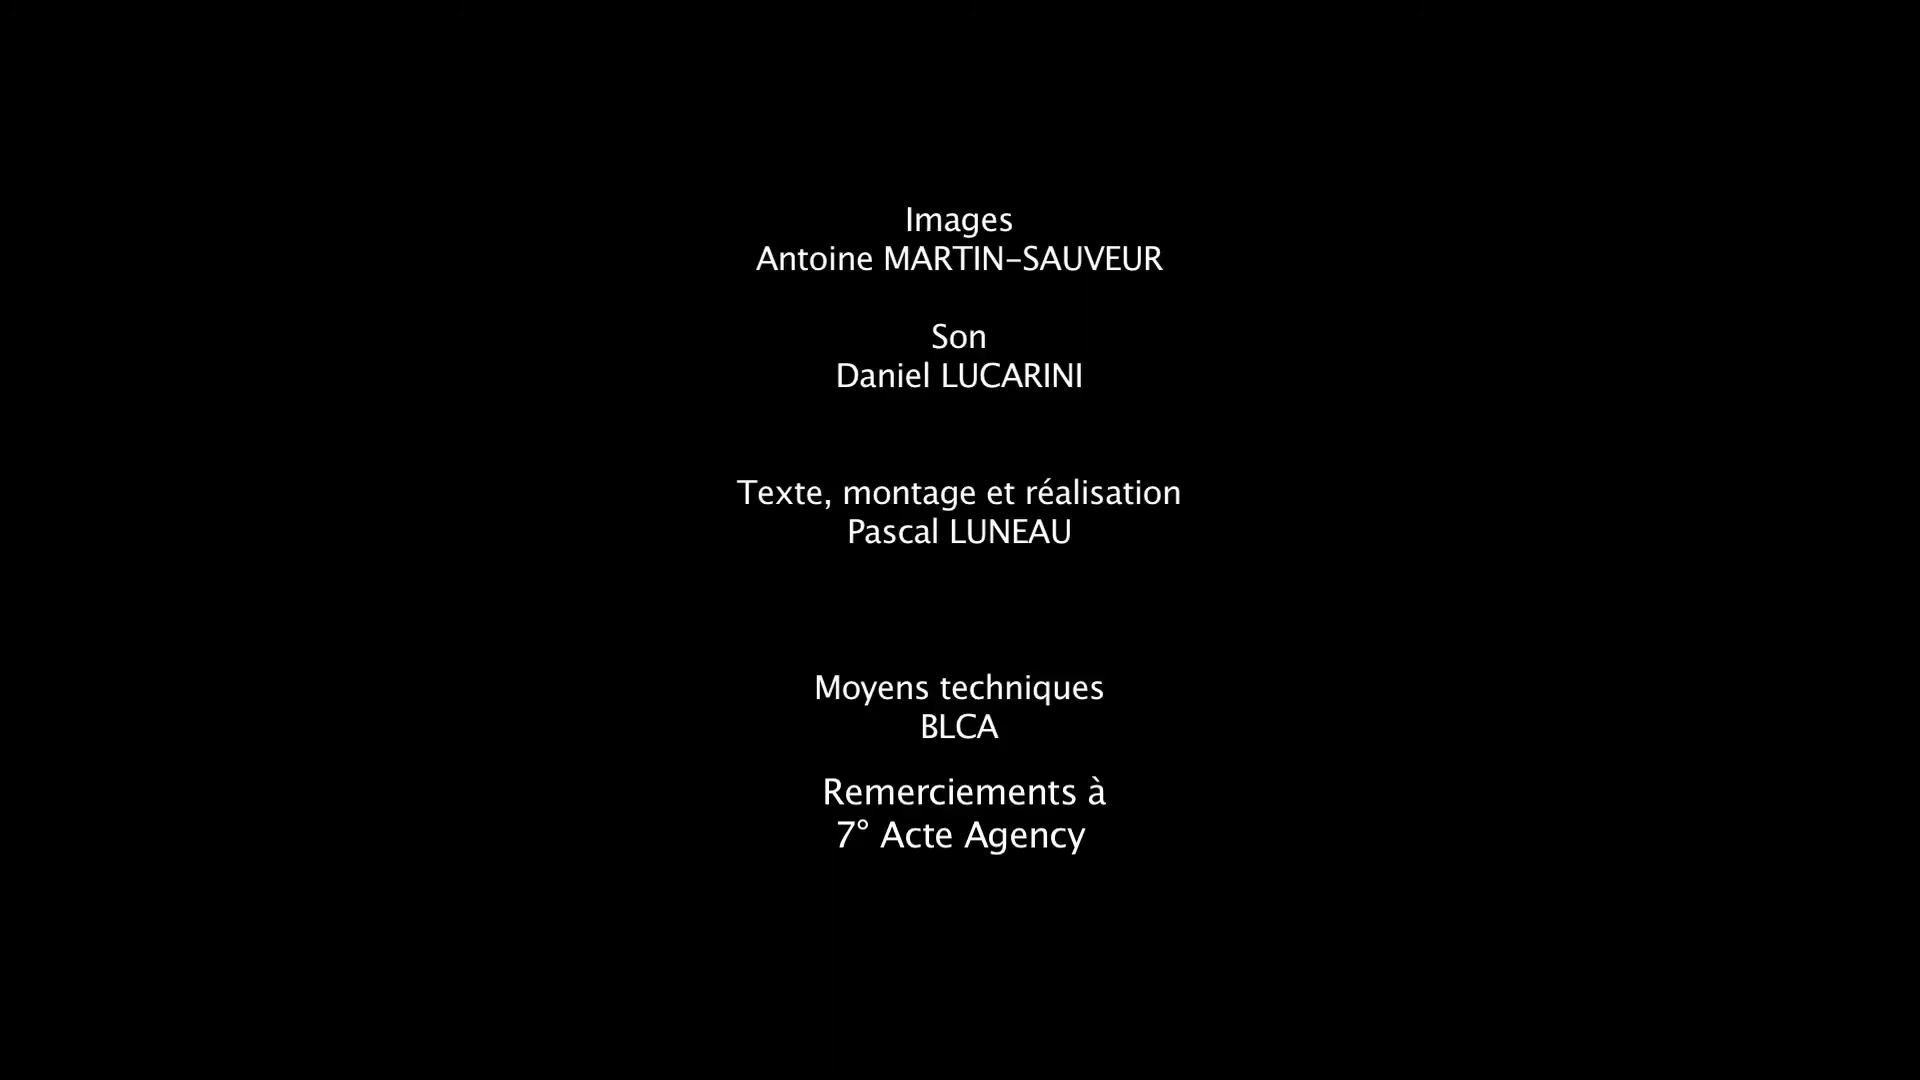 Images
Antoine MARTIN-SAUVEUR
Son
Daniel LUCARINI
Texte, montage et réalisation
Pascal LUNEAU
Moyens techniques
BLCA
Remerciements à
7° Acte Agency